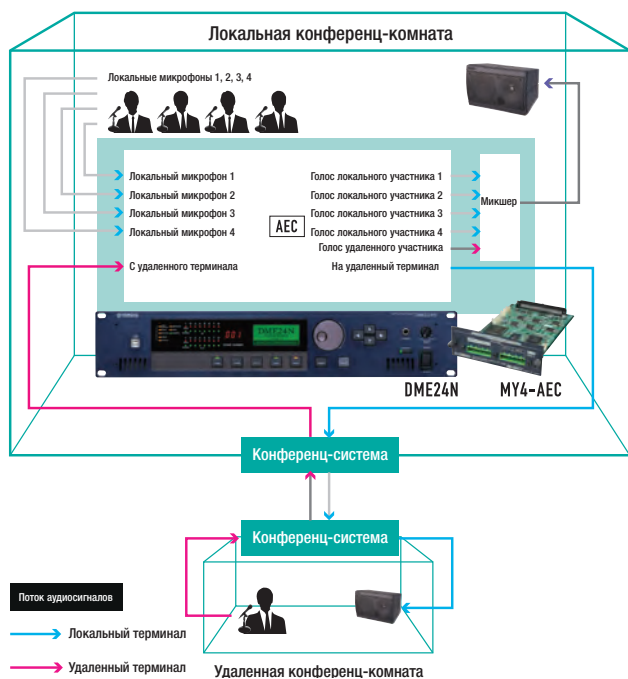 Локальная конференц-комната
Локальные микрофоны 1, 2, 3, 4
Локальный микрофон 1
Локальный микрофон 2
Локальный микрофон 3
Локальный микрофон 4
С удаленного терминала
AEC
Голос локального участника 1
Голос локального участника 2
Голос локального участника 3
Голос локального участника 4
Голос удаленного участника
На удаленный терминал
Микшер
YAMAHA
001
DME24N
DME24N
MY4-AEC
Конференц-система
Конференц-система
Поток аудиосигналов
Локальный терминал
Удаленный терминал
Удаленная конференц-комната